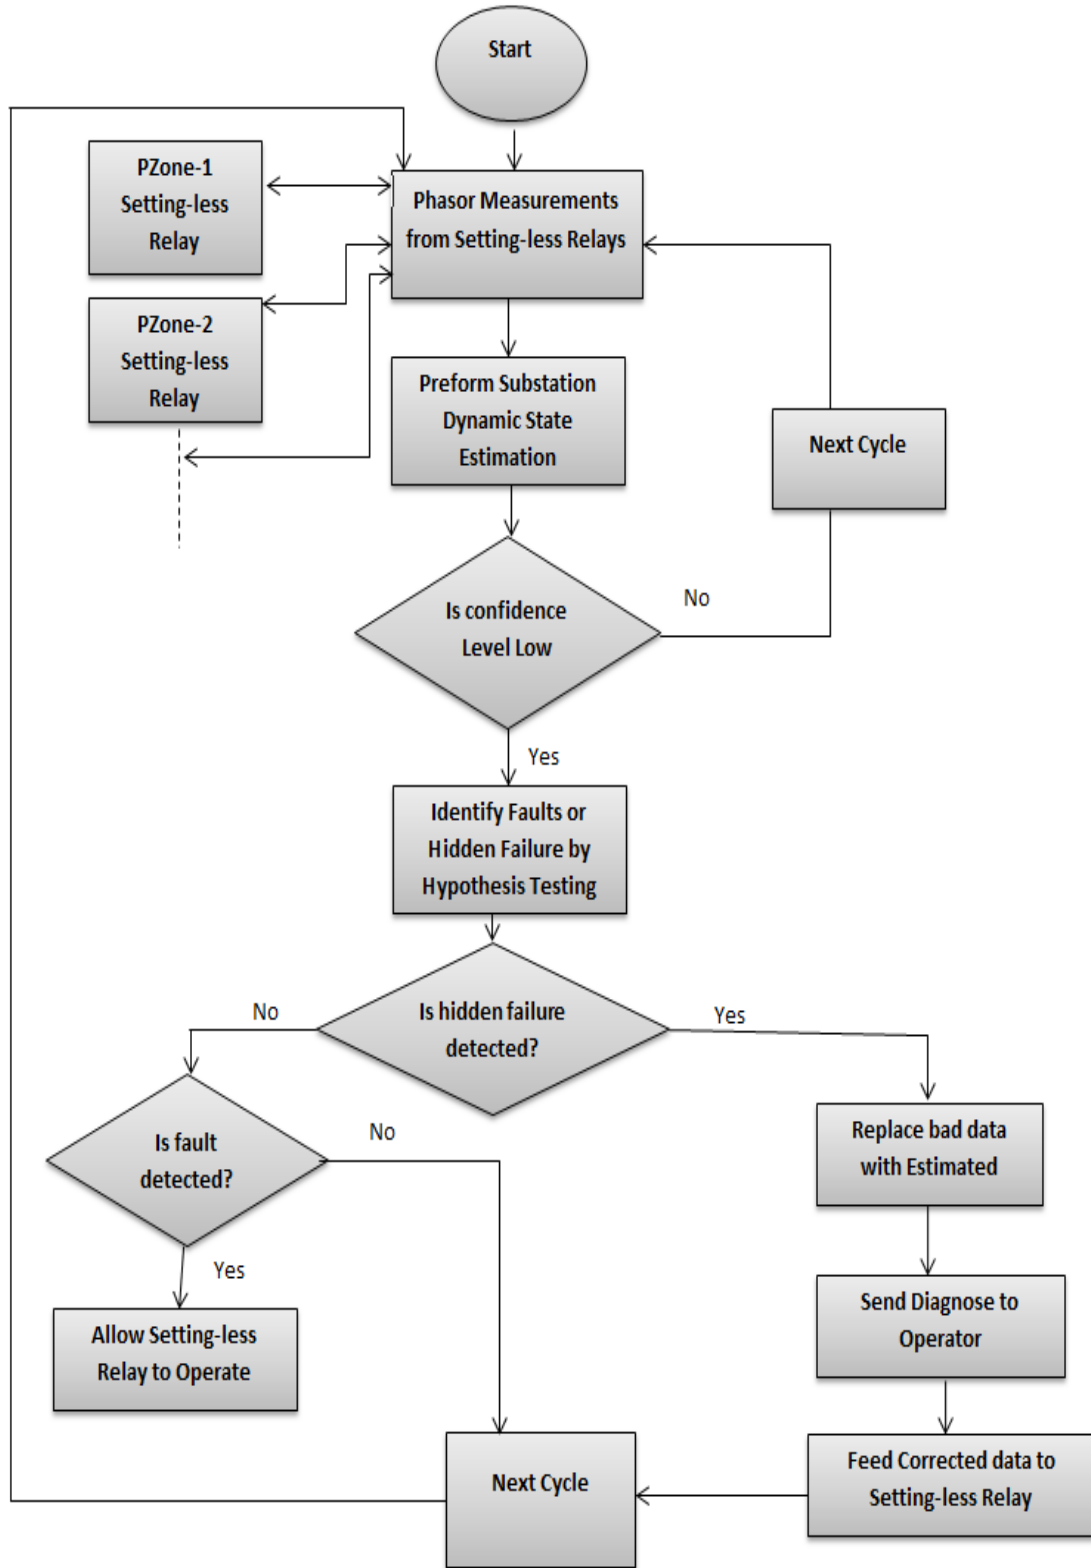 Start
PZone-1
Setting-less
Relay
Phasor Measurements
from Setting-less Relays
PZone-2
Setting-less
Relay
Preform Substation
Dynamic State
Estimation
Next Cycle
Is confidence
Level Low
No
Yes
Identify Faults or
Hidden Failure by
Hypothesis Testing
No
Is hidden failure
detected?
Yes
Is fault
detected?
No
Replace bad data
with Estimated
Yes
Send Diagnose to
Operator
Allow Setting-less
Relay to Operate
Next Cycle
Feed Corrected data to
Setting-less Relay